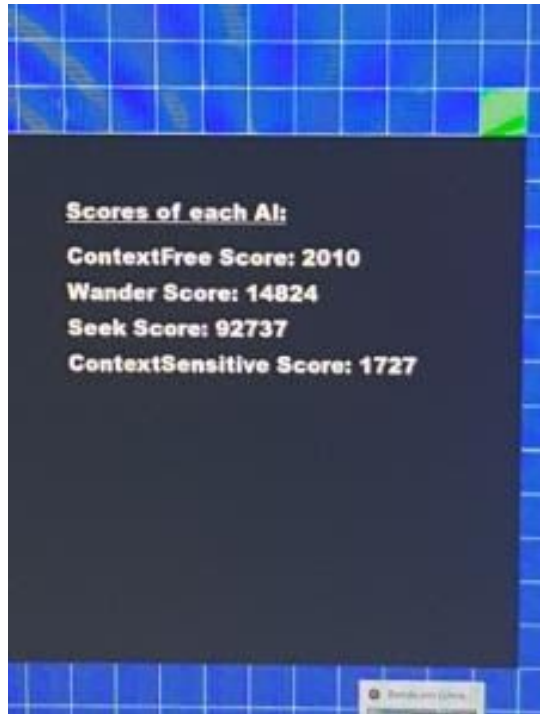 Scores of each AI:
ContextFree Score: 2010
Wander Score: 14824
Seek Score: 92737
ContextSensitive Score: 1727